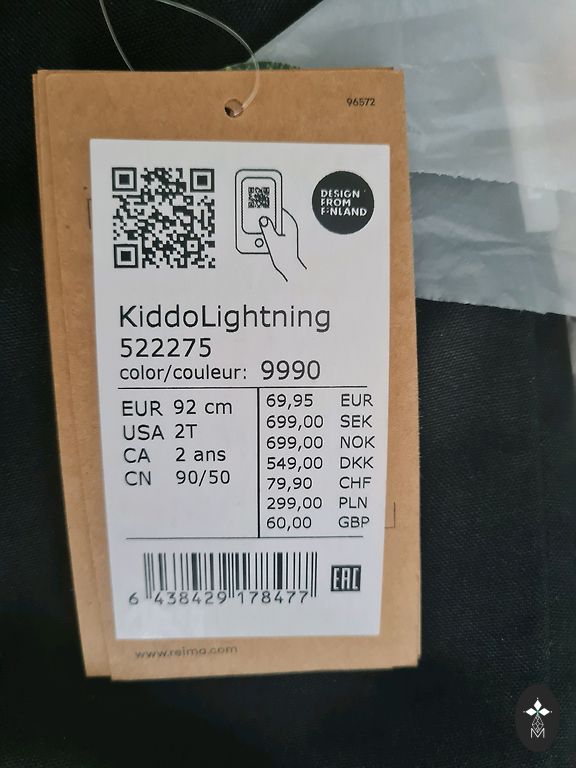 96572
DESIGN
FROM
FINLAND
KiddoLightning
522275
color/couleur: 9990
EUR 92 cm
USA 2T
CA 2 ans
CN 90/50
69,95 EUR
699,00 SEK
699,00 NOK
549,00 DKK
79,90 CHF
299,00 PLN
60,00 GBP
6 438429 178477
EAC
www.reima.com
M